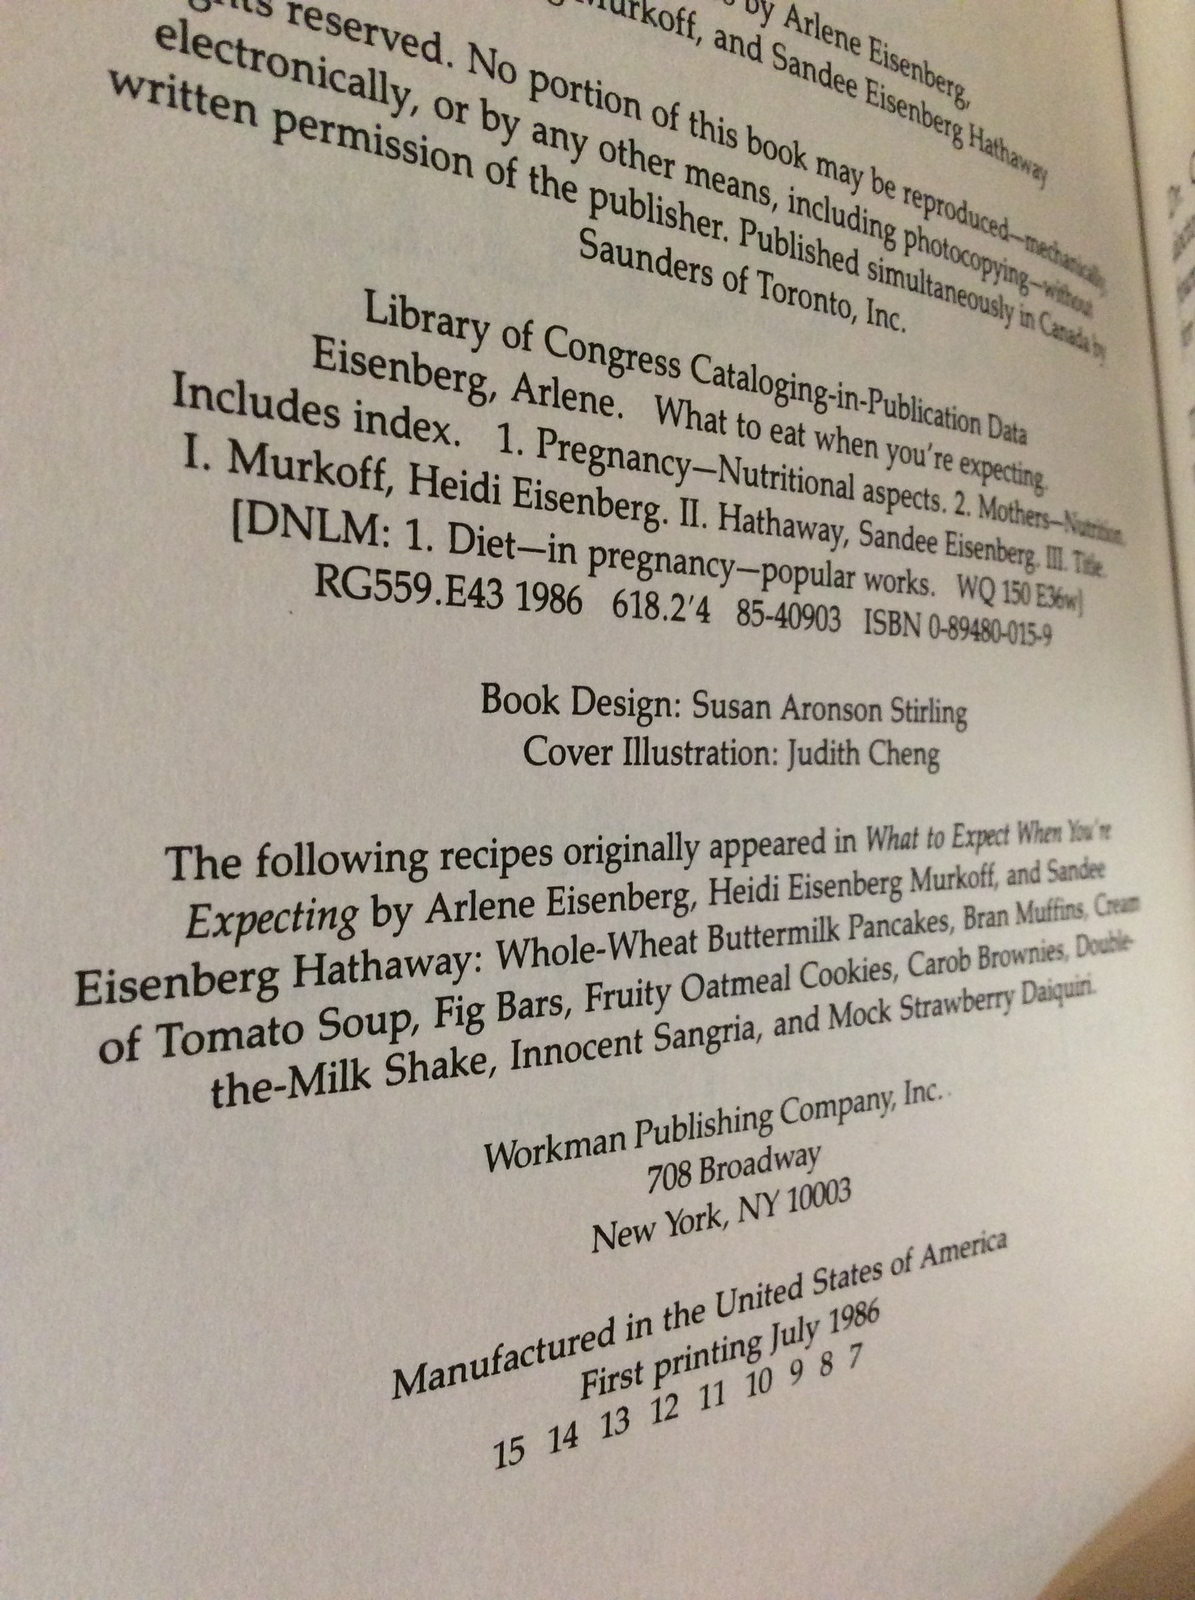 by Arlene Eisenberg,
Murkoff, and Sandee Eisenberg Hathaway
reserved. No portion of this book may be reproduced—mechanically,
electronically, or by any other means, including photocopying—without
written permission of the publisher. Published simultaneously in Canada by
Saunders of Toronto, Inc.
Library of Congress Cataloging-in-Publication Data
Eisenberg, Arlene. What to eat when you're expecting.
Includes index. 1. Pregnancy—Nutritional aspects. 2. Mothers—Nutrition.
I. Murkoff, Heidi Eisenberg. II. Hathaway, Sandee Eisenberg. III. Title.
[DNLM: 1. Diet—in pregnancy—popular works. WQ 150 E36w]
RG559.E43 1986 618.2'4 85-40903 ISBN 0-89480-015-9
Book Design: Susan Aronson Stirling
Cover Illustration: Judith Cheng
The following recipes originally appeared in What to Expect When You're
Expecting by Arlene Eisenberg, Heidi Eisenberg Murkoff, and Sandee
Eisenberg Hathaway: Whole-Wheat Buttermilk Pancakes, Bran Muffins, Cream
of Tomato Soup, Fig Bars, Fruity Oatmeal Cookies, Carob Brownies, Double-
the-Milk Shake, Innocent Sangria, and Mock Strawberry Daiquiri.
Workman Publishing Company, Inc.
708 Broadway
New York, NY 10003
Manufactured in the United States of America
First printing July 1986
15 14 13 12 11 10 9 8 7